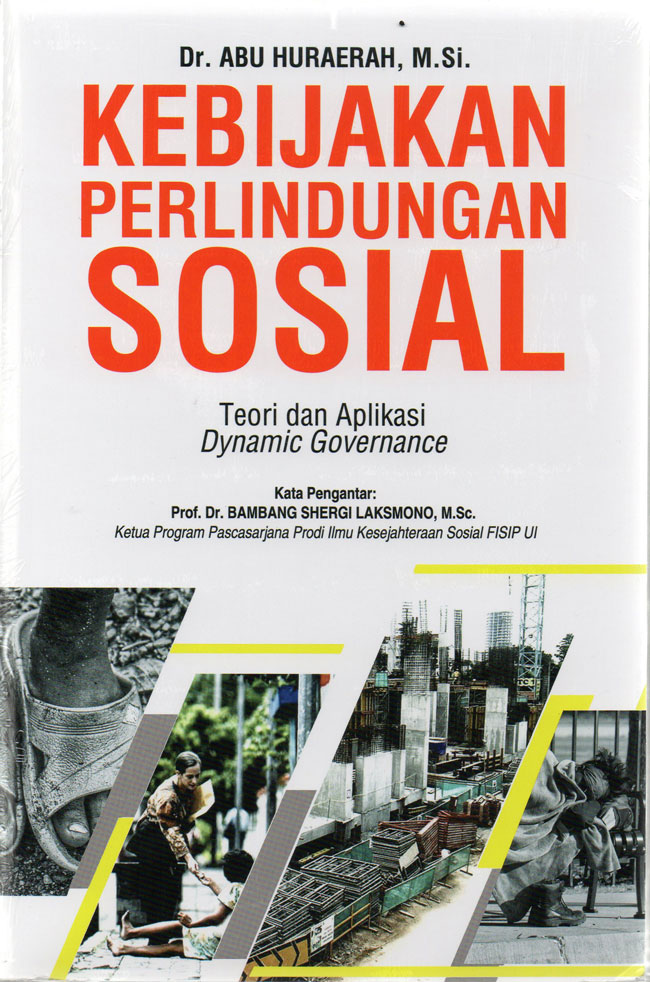 Dr. ABU HURAERAH, M.Si.
KEBIJAKAN
PERLINDUNGAN
SOSIAL
Teori dan Aplikasi
Dynamic Governance
Kata Pengantar:
Prof. Dr. BAMBANG SHERGI LAKSMONO, M.Sc.
Ketua Program Pascasarjana Prodi Ilmu Kesejahteraan Sosial FISIP UI